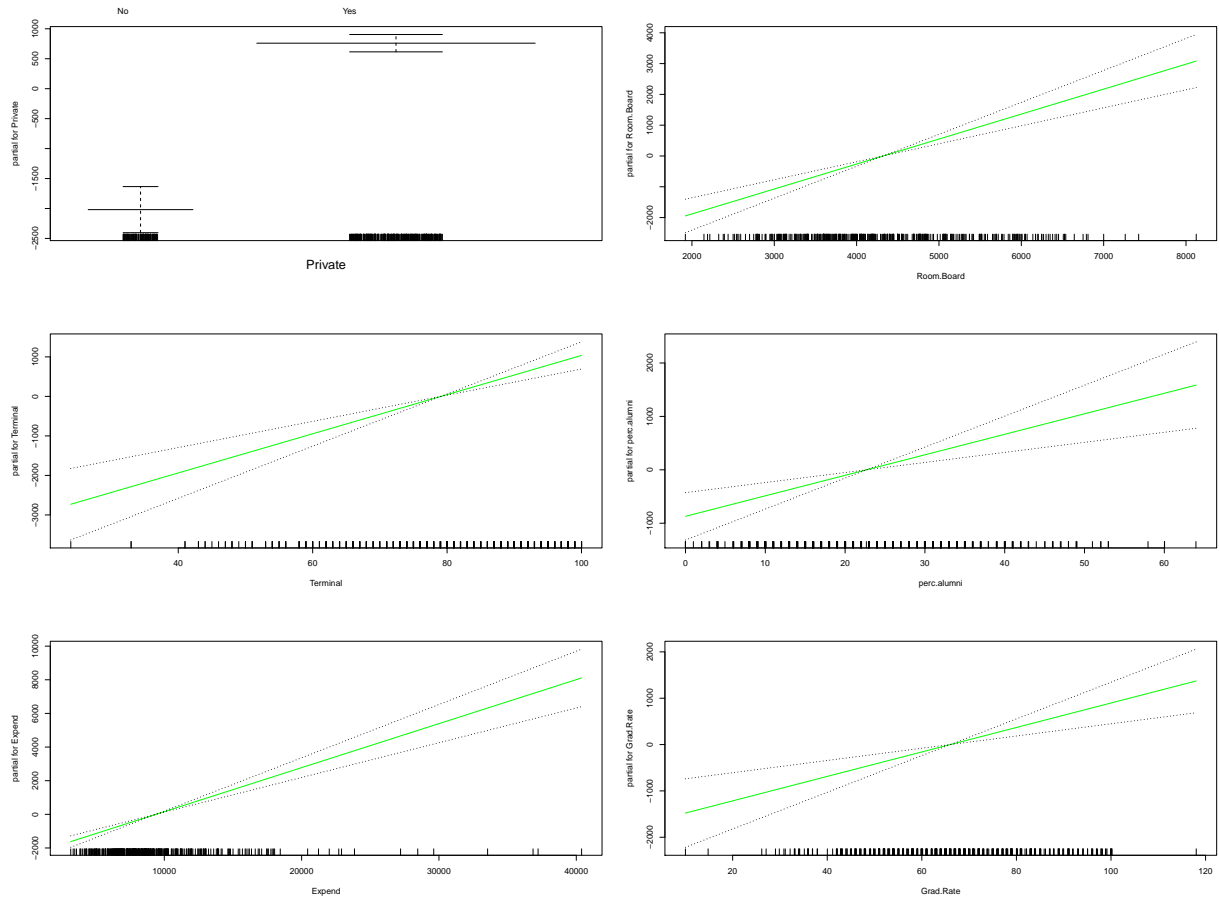 No Yes
partial for Private
1000
500
0
−500
−1500
−2500
Private
partial for Room.Board
4000
3000
2000
1000
0
−2000
2000 3000 4000 5000 6000 7000 8000
Room.Board
partial for Terminal
1000
0
−1000
−2000
−3000
40 60 80 100
Terminal
partial for perc.alumni
2000
1000
0
−1000
0 10 20 30 40 50 60
perc.alumni
partial for Expend
10000
8000
6000
4000
2000
0
−2000
10000 20000 30000 40000
Expend
partial for Grad.Rate
2000
1000
0
−1000
−2000
20 40 60 80 100 120
Grad.Rate